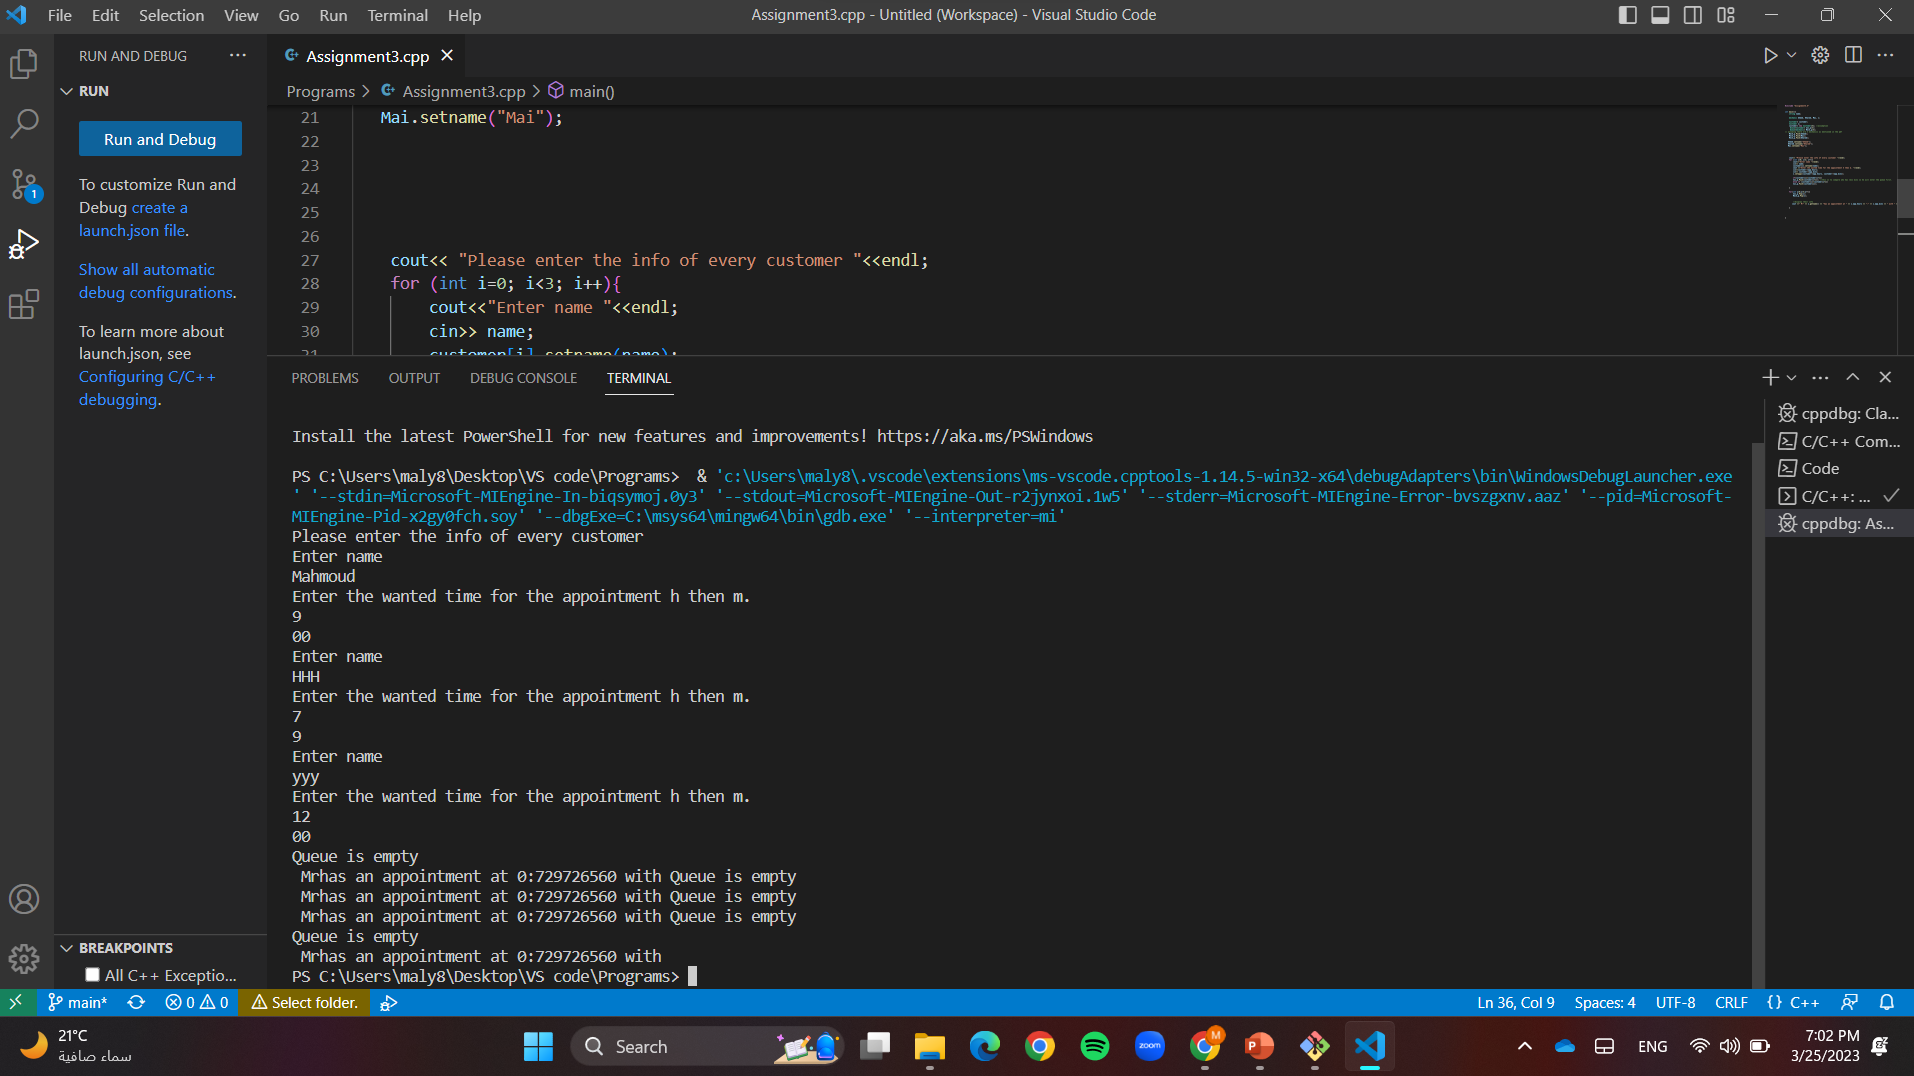 File Edit Selection View Go Run Terminal Help
Assignment3.cpp - Untitled (Workspace) - Visual Studio Code
RUN AND DEBUG
RUN
Run and Debug
To customize Run and
Debug create a
launch.json file.
Show all automatic
debug configurations.
To learn more about
launch.json, see
Configuring C/C++
debugging.
BREAKPOINTS
All C++ Exceptio...
Assignment3.cpp
Programs > Assignment3.cpp > main()
21 Mai.setname("Mai");
22
23
24
25
26
27 cout<< "Please enter the info of every customer "<<endl;
28 for (int i=0; i<3; i++){
29 cout<<"Enter name "<<endl;
30 cin>> name;
31 customer[i].setname(name);
PROBLEMS OUTPUT DEBUG CONSOLE TERMINAL
Install the latest PowerShell for new features and improvements! https://aka.ms/PSWindows
PS C:\Users\maly8\Desktop\VS code\Programs>  & 'c:\Users\maly8\.vscode\extensions\ms-vscode.cpptools-1.14.5-win32-x64\debugAdapters\bin\WindowsDebugLauncher.exe
' '--stdin=Microsoft-MIEngine-In-biqsymoj.0y3' '--stdout=Microsoft-MIEngine-Out-r2jynxoi.1w5' '--stderr=Microsoft-MIEngine-Error-bvszgxnv.aaz' '--pid=Microsoft-
MIEngine-Pid-x2gy0fch.soy' '--dbgExe=C:\msys64\mingw64\bin\gdb.exe' '--interpreter=mi'
Please enter the info of every customer
Enter name
Mahmoud
Enter the wanted time for the appointment h then m.
9
00
Enter name
HHH
Enter the wanted time for the appointment h then m.
7
9
Enter name
yyy
Enter the wanted time for the appointment h then m.
12
00
Queue is empty
Mrhas an appointment at 0:729726560 with Queue is empty
Mrhas an appointment at 0:729726560 with Queue is empty
Mrhas an appointment at 0:729726560 with Queue is empty
Queue is empty
Mrhas an appointment at 0:729726560 with
PS C:\Users\maly8\Desktop\VS code\Programs>
cppdbg: Cla...
C/C++ Com...
Code
C/C++: ...
cppdbg: As...
1
main* 0 0 Select folder.
Ln 36, Col 9 Spaces: 4 UTF-8 CRLF {} C++
21°C
سماء صافية
Search
zoom
M
P
ENG
7:02 PM
3/25/2023